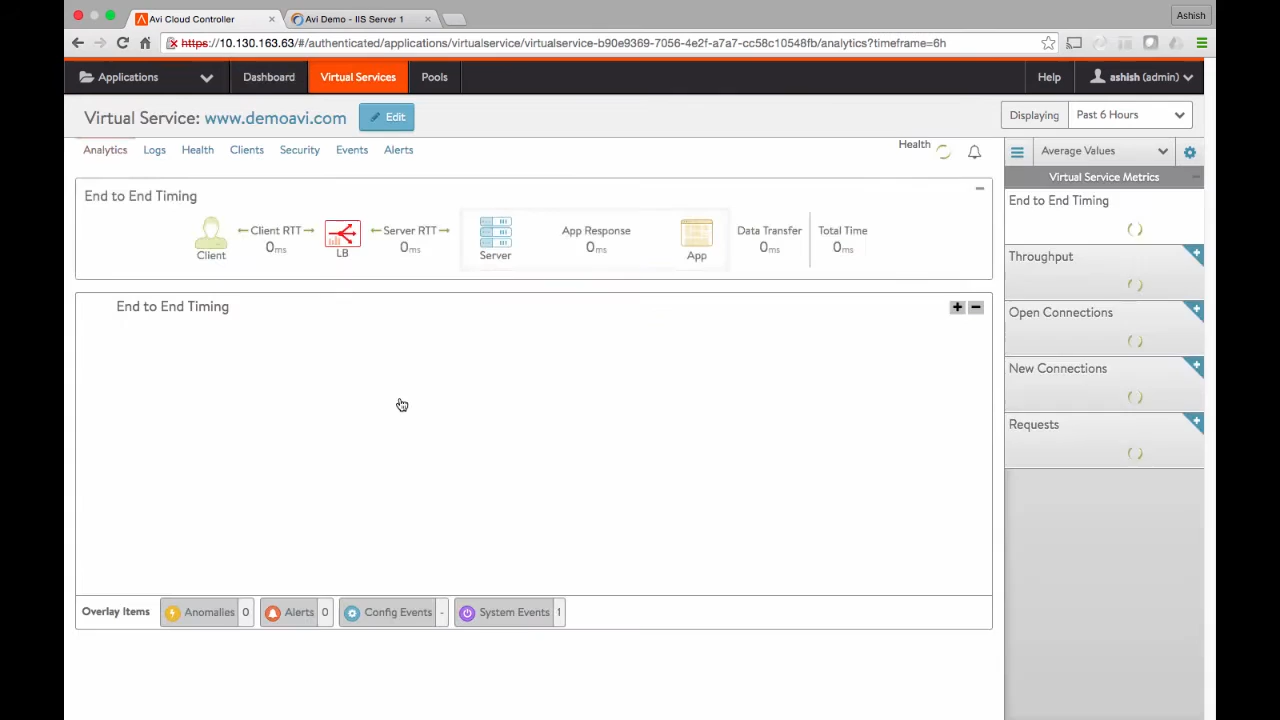 Avi Cloud Controller
Avi Demo - IIS Server 1
Ashish
https://10.130.163.63/#/authenticated/applications/virtualservice/virtualservice-b90e9369-7056-4e2f-a7a7-cc58c10548fb/analytics?timeframe=6h
Applications Dashboard Virtual Services Pools Help ashish (admin)
Virtual Service: www.demoavi.com Edit Displaying Past 6 Hours
Analytics Logs Health Clients Security Events Alerts Health Average Values
Virtual Service Metrics
End to End Timing
Client RTT Server RTT App Response Data Transfer Total Time
0ms 0ms 0ms 0ms 0ms
Client LB Server App
End to End Timing
Overlay Items Anomalies 0 Alerts 0 Config Events - System Events 1
End to End Timing
Throughput
Open Connections
New Connections
Requests